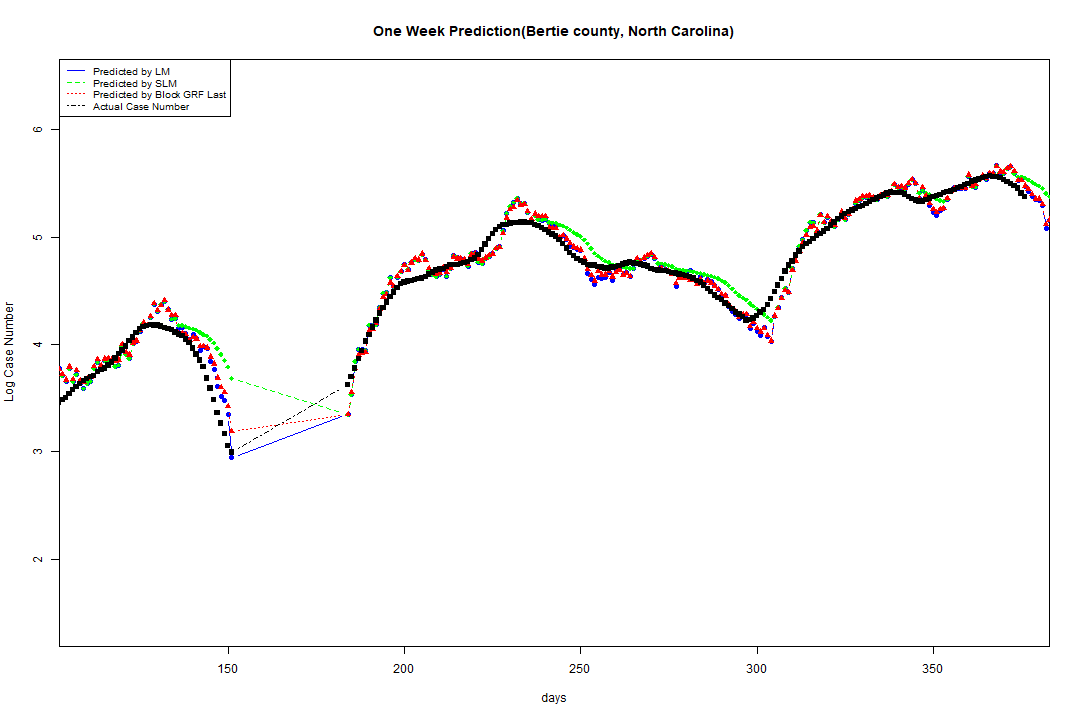 One Week Prediction(Bertie county, North Carolina)
Predicted by LM
Predicted by SLM
Predicted by Block GRF Last
Actual Case Number
6
5
4
3
2
Log Case Number
150 200 250 300 350
days